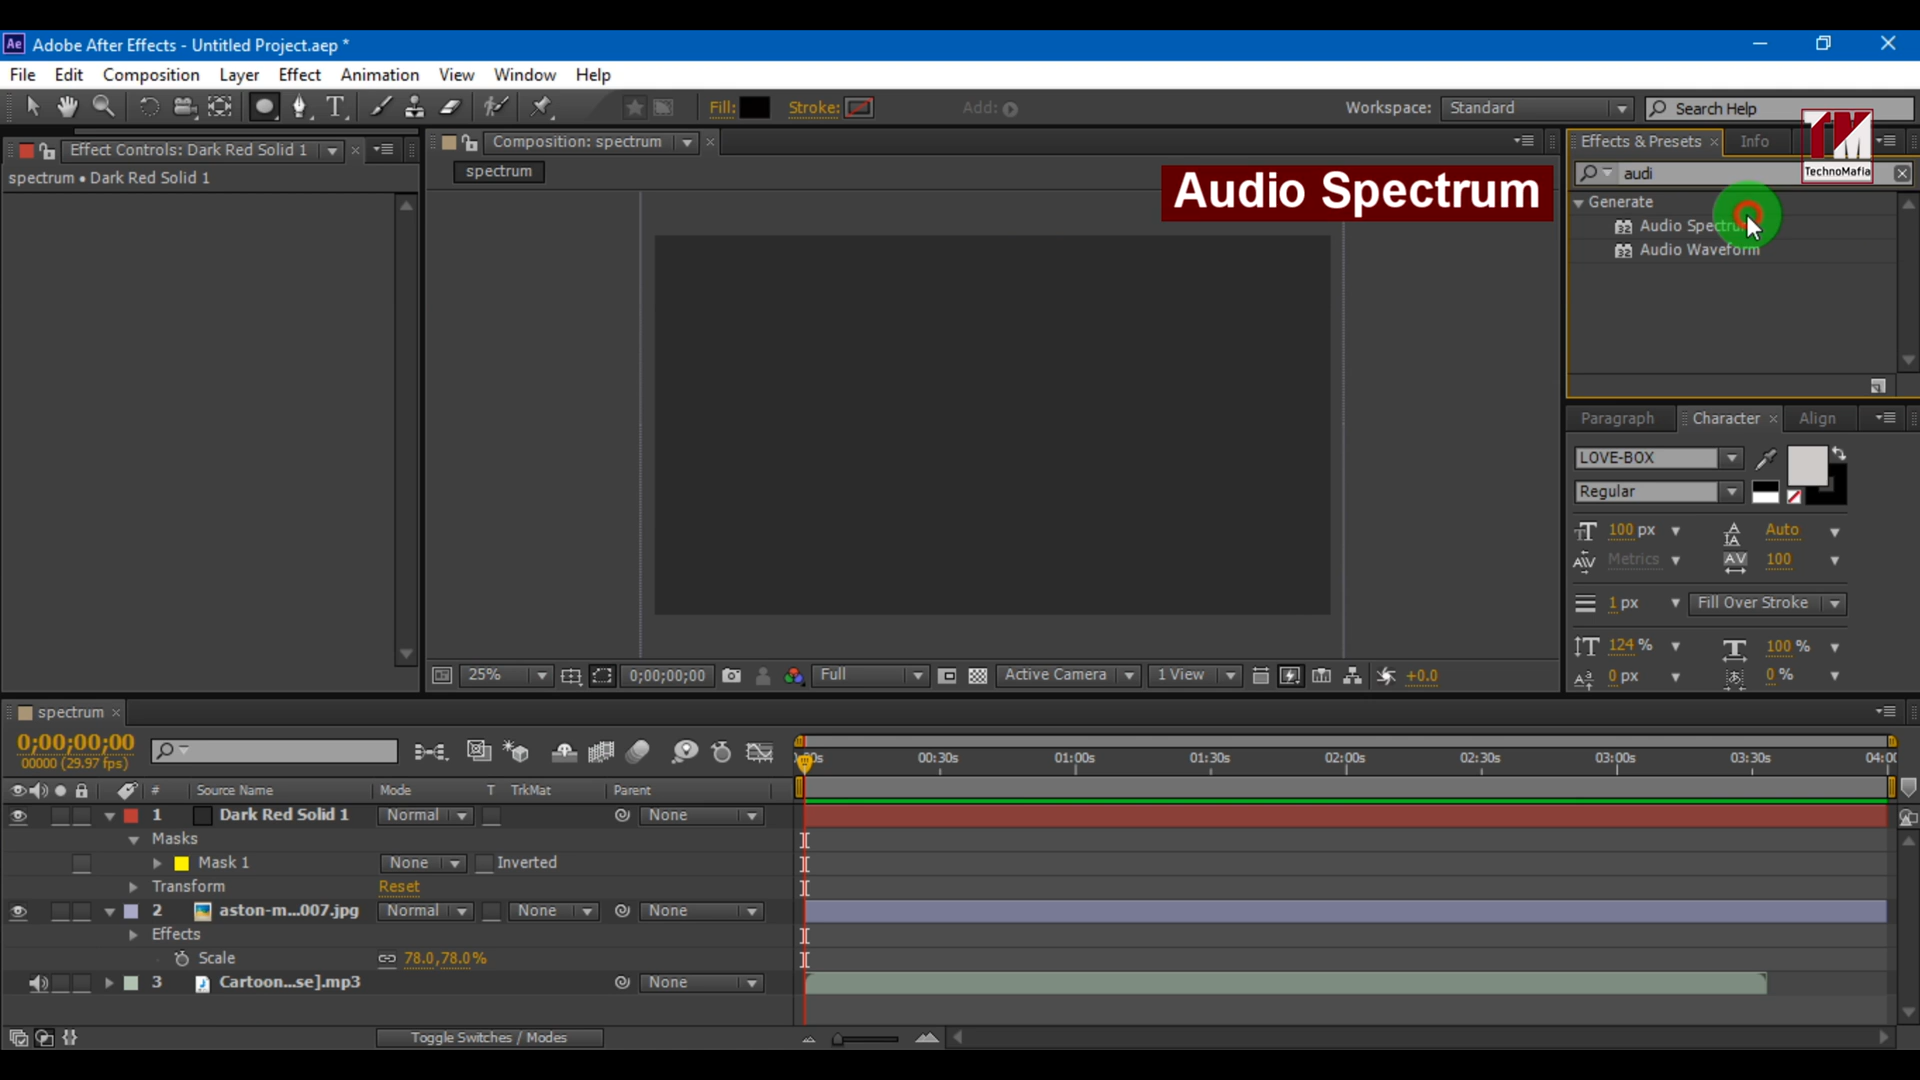 Ae Adobe After Effects - Untitled Project.aep *
File Edit Composition Layer Effect Animation View Window Help
T Fill: Stroke: Add: Workspace: Standard Search Help
TM
TechnoMafia
Effect Controls: Dark Red Solid 1
spectrum • Dark Red Solid 1
Composition: spectrum
spectrum
Audio Spectrum
Effects & Presets Info
audi
Generate
32 Audio Spectrum
32 Audio Waveform
Paragraph Character Align
LOVE-BOX
Regular
100 px Auto
Metrics 100
1 px Fill Over Stroke
124 % 100 %
0 px 0 %
25% 0;00;00;00 Full Active Camera 1 View +0.0
spectrum
0;00;00;00
00000 (29.97 fps)
00s 00:30s 01:00s 01:30s 02:00s 02:30s 03:00s 03:30s 04:00
# Source Name Mode T TrkMat Parent
1 Dark Red Solid 1 Normal None
Masks
Mask 1 None Inverted
Transform Reset
2 aston-m...007.jpg Normal None None
Effects
Scale 78.0,78.0%
3 Cartoon...se].mp3 None
Toggle Switches / Modes